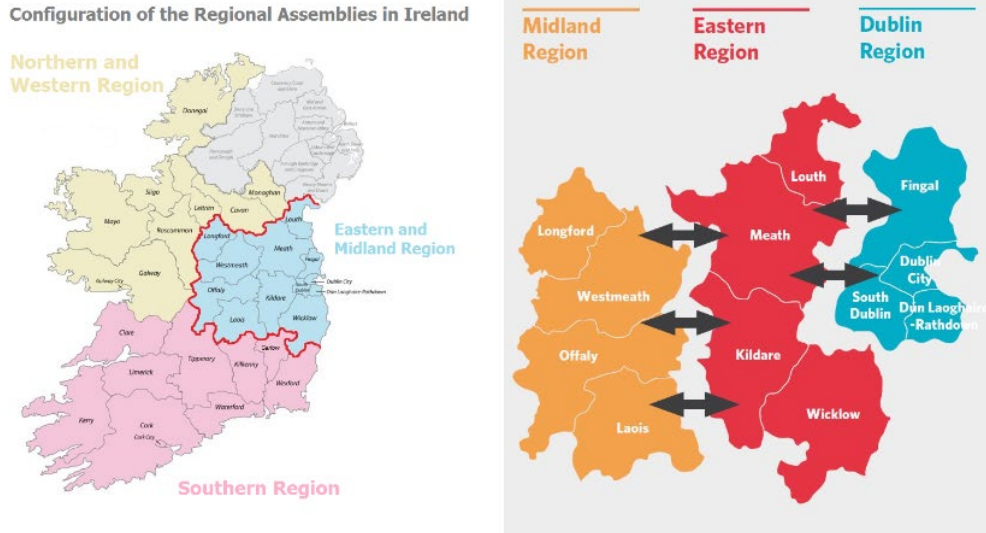 Configuration of the Regional Assemblies in Ireland
Northern and
Western Region
Donegal
Sligo
Leitrim
Cavan
Monaghan
Mayo
Roscommon
Galway
Galway City
Longford
Louth
Meath
Westmeath
Fingal
Offaly
Kildare
Dublin City
South
Dublin
Dún Laoghaire-Rathdown
Laois
Wicklow
Eastern and
Midland Region
Clare
Tipperary
Carlow
Limerick
Kilkenny
Wexford
Kerry
Waterford
Cork
Cork City
Southern Region
Midland
Region
Eastern
Region
Dublin
Region
Longford
Westmeath
Offaly
Laois
Louth
Meath
Kildare
Wicklow
Fingal
Dublin
City
South
Dublin
Dún Laoghaire
-Rathdown